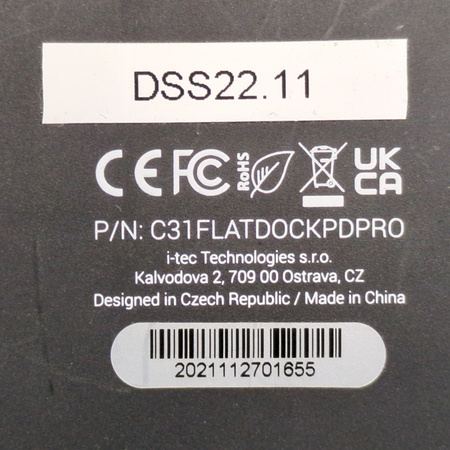 DSS22.11
CE FC RoHS UK
CA
P/N: C31FLATDOCKPDPRO
i-tec Technologies s.r.o.
Kalvodova 2, 709 00 Ostrava, CZ
Designed in Czech Republic / Made in China
2021112701655